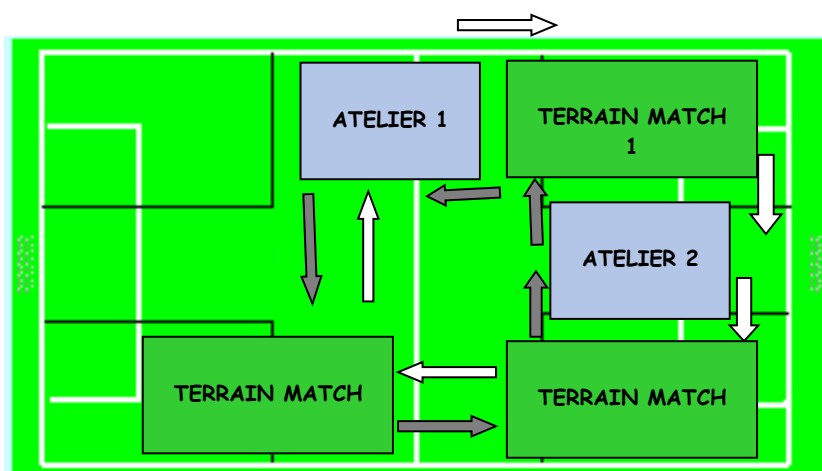 ATELIER 1
TERRAIN MATCH
1
ATELIER 2
TERRAIN MATCH
TERRAIN MATCH